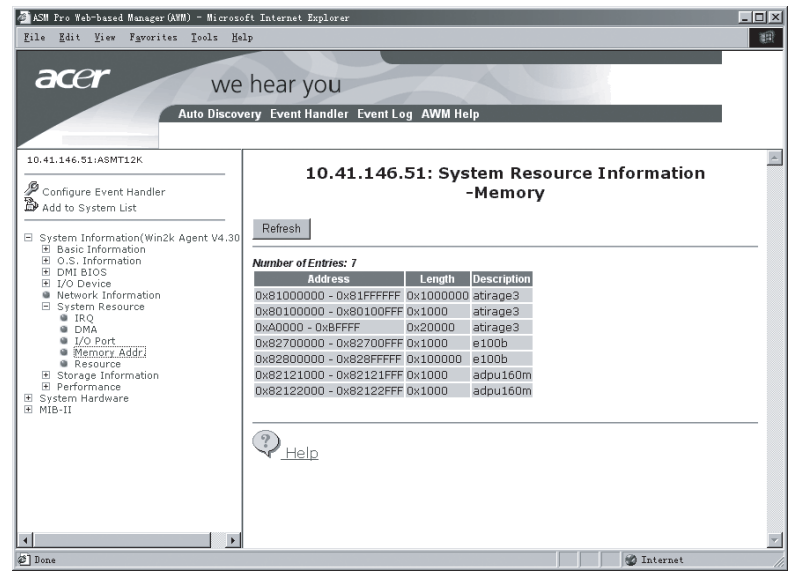 ASM Pro Web-based Manager (AWM) - Microsoft Internet Explorer
File Edit View Favorites Tools Help
acer we hear you
Auto Discovery Event Handler Event Log AWM Help
10.41.146.51:ASMT12K
Configure Event Handler
Add to System List
System Information(Win2k Agent V4.30
Basic Information
O.S. Information
DMI BIOS
I/O Device
Network Information
System Resource
IRQ
DMA
I/O Port
Memory Addr.
Resource
Storage Information
Performance
System Hardware
MIB-II
10.41.146.51: System Resource Information
-Memory
Refresh
Number of Entries: 7
Address Length Description
0x81000000 - 0x81FFFFFF 0x1000000 atirage3
0x80100000 - 0x80100FFF 0x1000 atirage3
0xA0000 - 0xBFFFF 0x20000 atirage3
0x82700000 - 0x82700FFF 0x1000 e100b
0x82800000 - 0x828FFFFF 0x100000 e100b
0x82121000 - 0x82121FFF 0x1000 adpu160m
0x82122000 - 0x82122FFF 0x1000 adpu160m
? Help
Done Internet